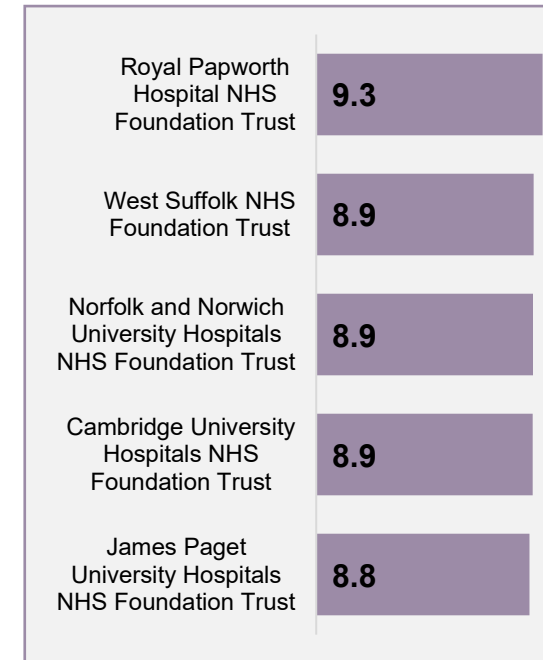 Royal Papworth
Hospital NHS
Foundation Trust
9.3
West Suffolk NHS
Foundation Trust
8.9
Norfolk and Norwich
University Hospitals
NHS Foundation Trust
8.9
Cambridge University
Hospitals NHS
Foundation Trust
8.9
James Paget
University Hospitals
NHS Foundation Trust
8.8